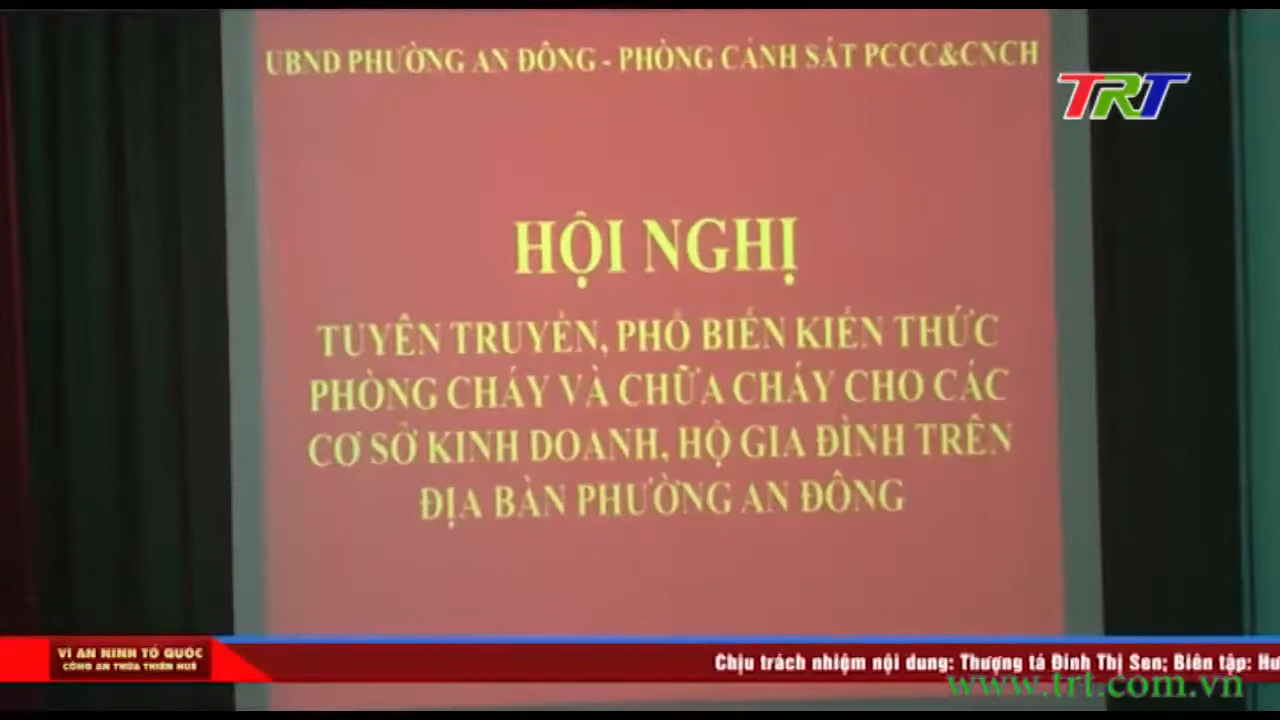 UBND PHƯỜNG AN ĐÔNG - PHÒNG CẢNH SÁT PCCC&CNCH
TRT
HỘI NGHỊ
TUYÊN TRUYỀN, PHỔ BIẾN KIẾN THỨC
PHÒNG CHÁY VÀ CHỮA CHÁY CHO CÁC
CƠ SỞ KINH DOANH, HỘ GIA ĐÌNH TRÊN
ĐỊA BÀN PHƯỜNG AN ĐÔNG
VÌ AN NINH TỔ QUỐC
CÔNG AN THỪA THIÊN HUẾ
Chịu trách nhiệm nội dung: Thượng tá Đinh Thị Sen; Biên tập:
www.trt.com.vn